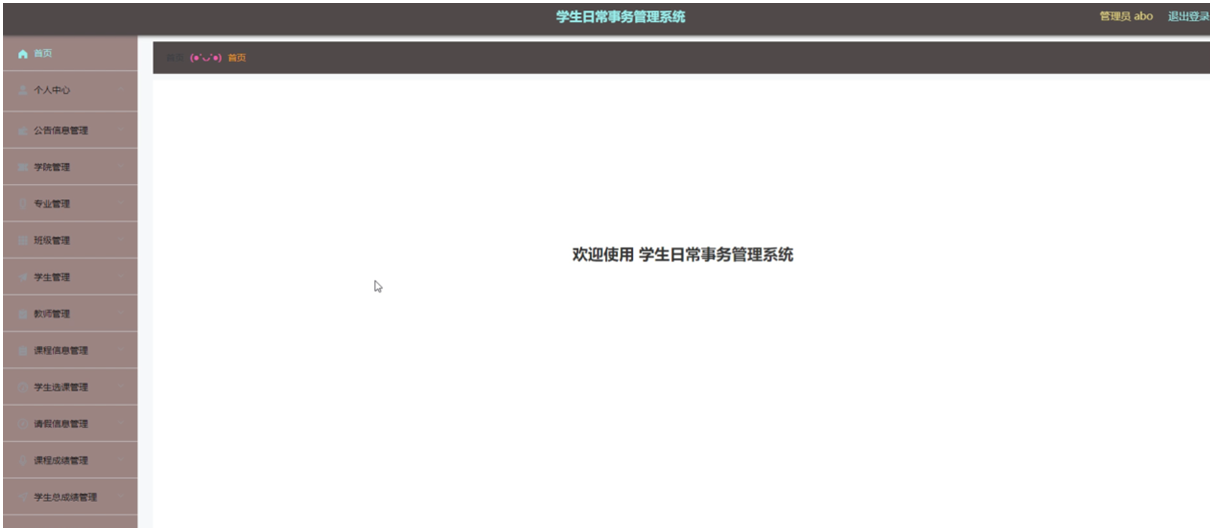 学生日常事务管理系统
管理员 abo 退出登录
首页
首页 (●'◡'●) 首页
个人中心
公告信息管理
学院管理
专业管理
班级管理
欢迎使用 学生日常事务管理系统
学生管理
教师管理
课程信息管理
学生选课管理
请假信息管理
课程成绩管理
学生总成绩管理